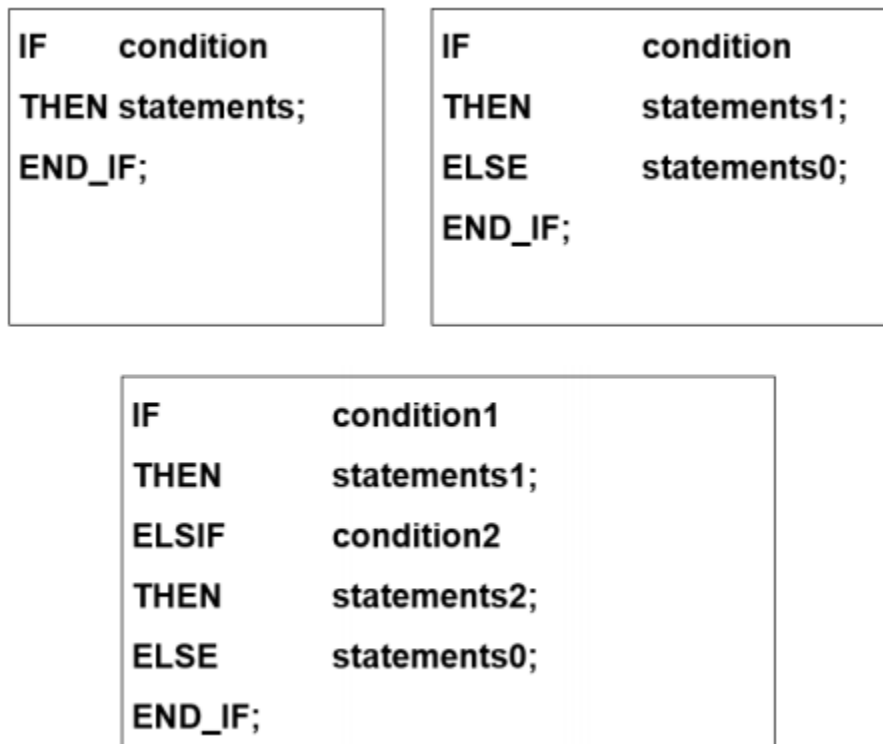 IF condition
THEN statements;
END_IF;
IF condition
THEN statements1;
ELSE statements0;
END_IF;
IF condition1
THEN statements1;
ELSIF condition2
THEN statements2;
ELSE statements0;
END_IF;